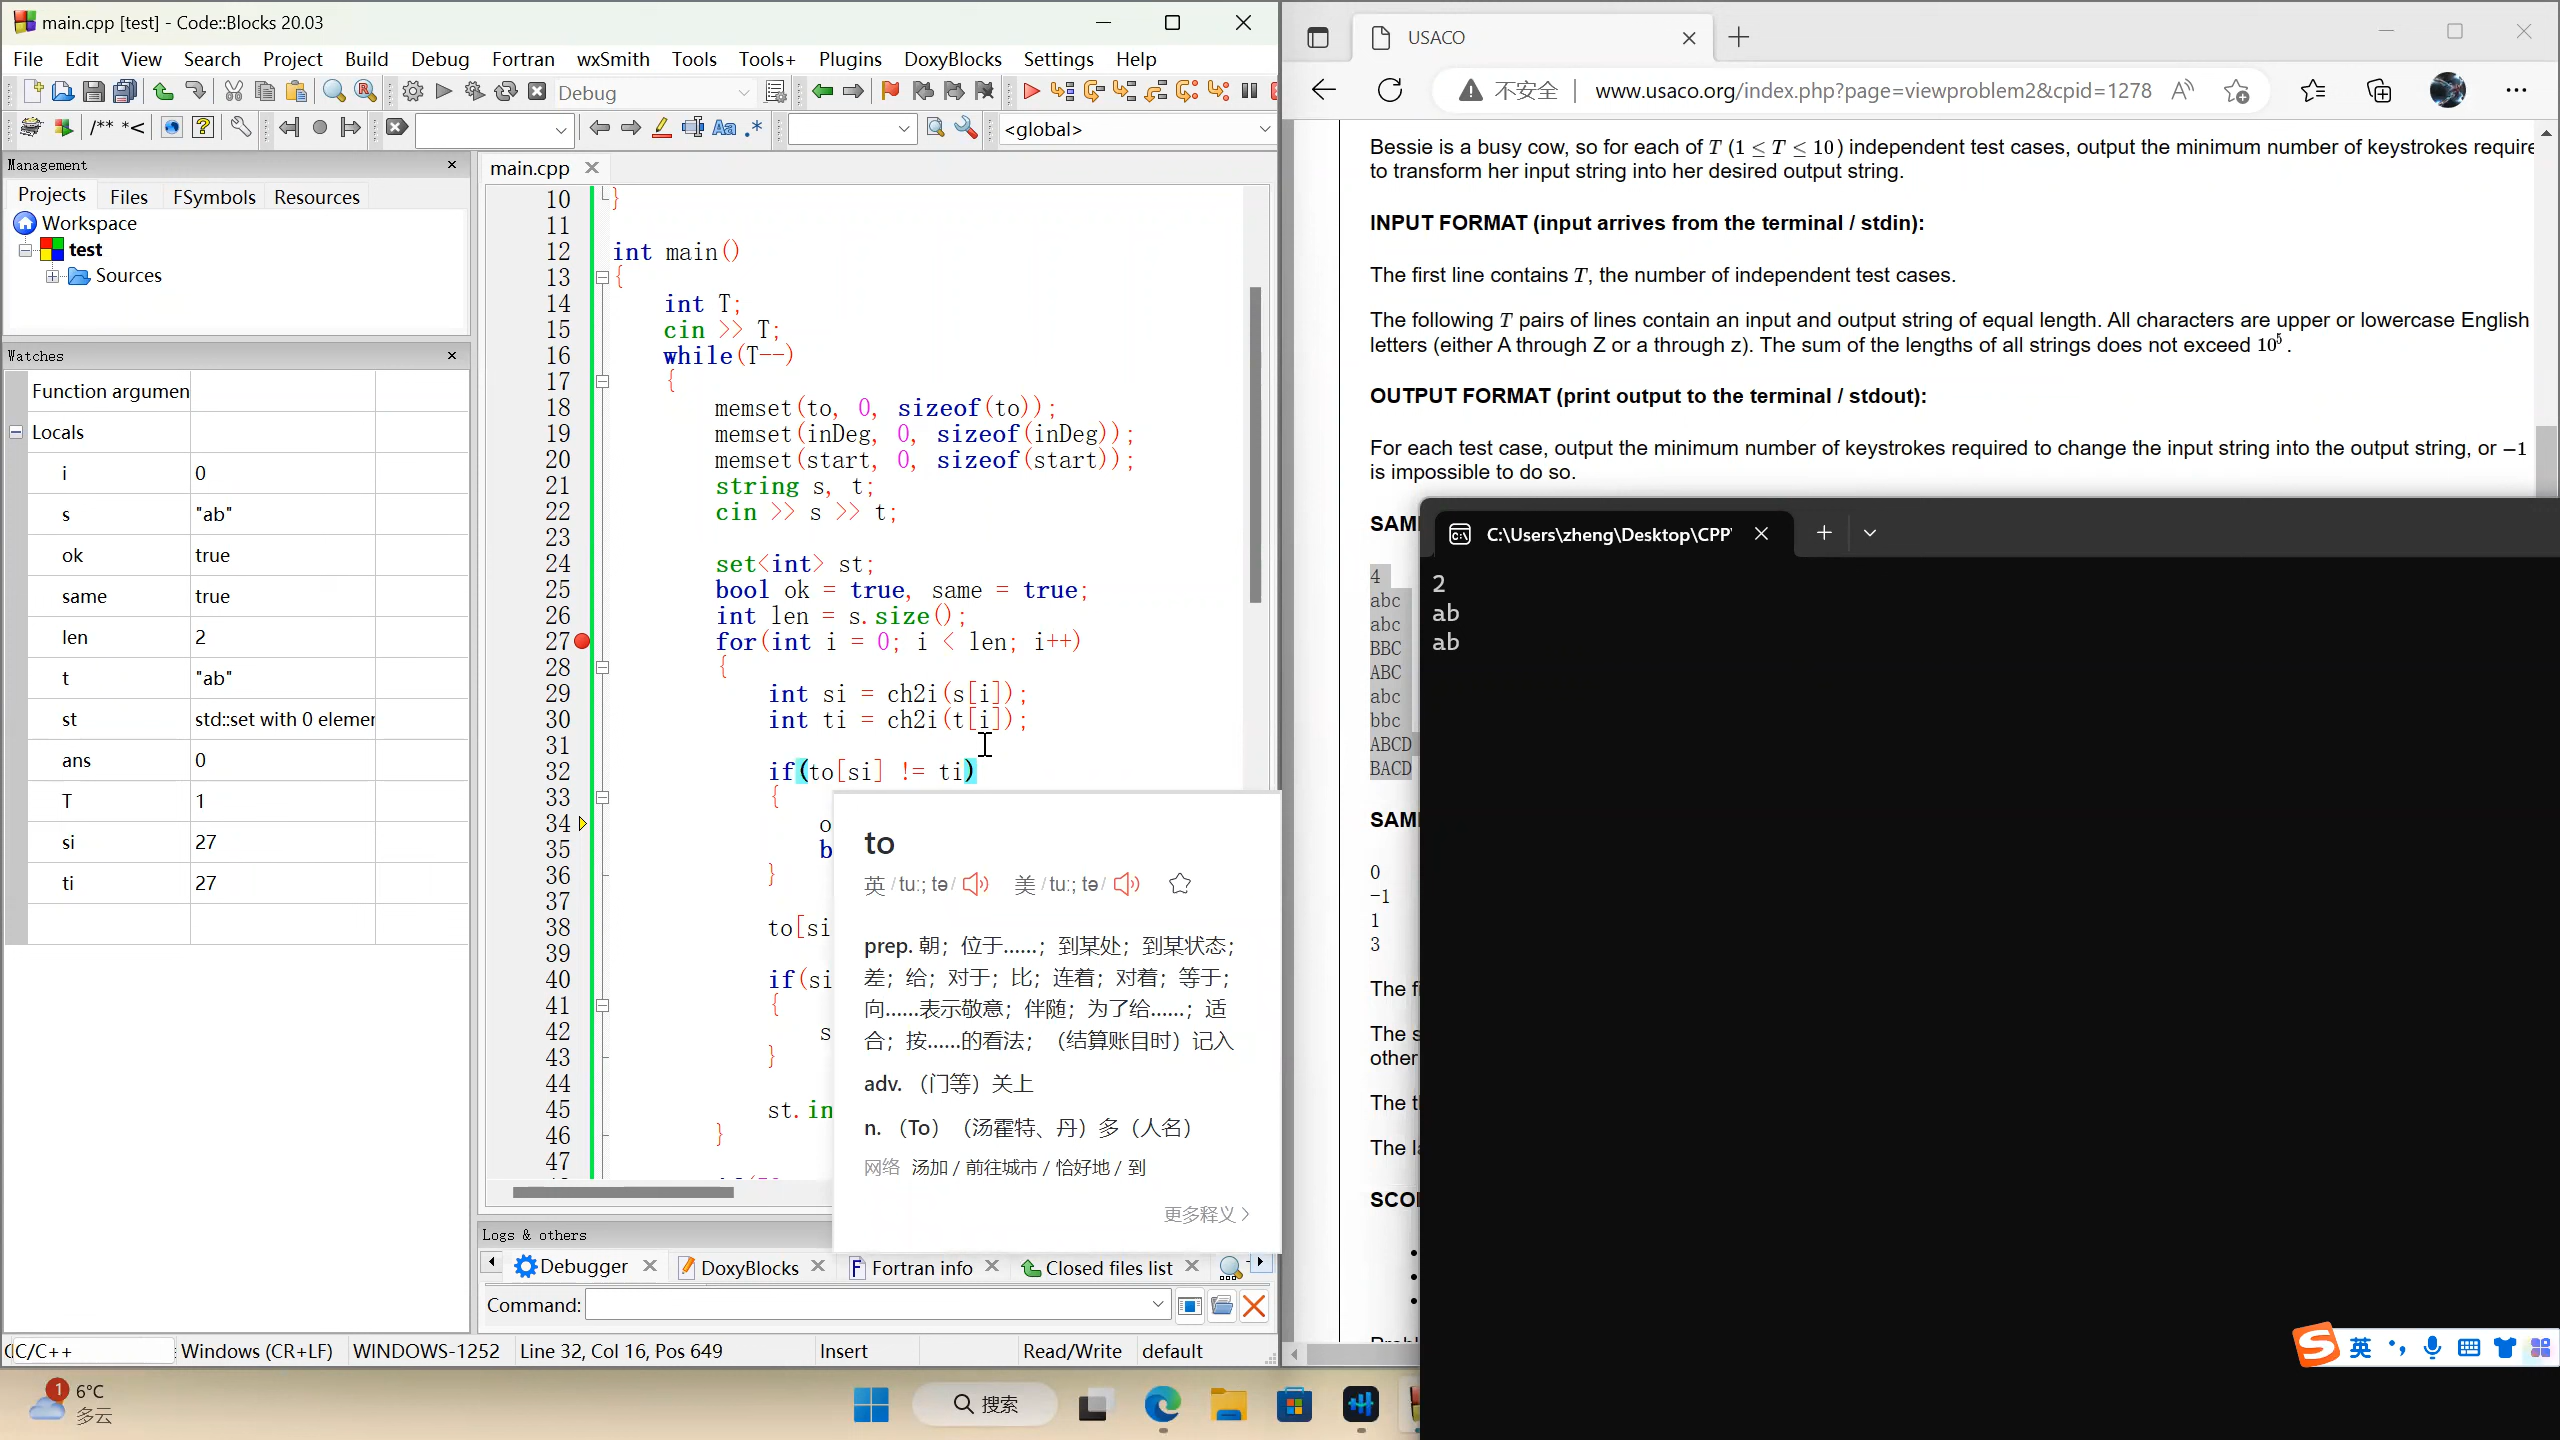 main.cpp [test] - Code::Blocks 20.03
File Edit View Search Project Build Debug Fortran wxSmith Tools Tools+ Plugins DoxyBlocks Settings Help
Debug
/** *<
Aa .*
<global>
Management
Projects Files FSymbols Resources
Workspace
test
Sources
Watches
Function argumen
Locals
i 0
s "ab"
ok true
same true
len 2
t "ab"
st std::set with 0 elemer
ans 0
T 1
si 27
ti 27
main.cpp
10 }
11
12 int main()
13 {
14 int T;
15 cin >> T;
16 while(T--)
17 {
18 memset(to, 0, sizeof(to));
19 memset(inDeg, 0, sizeof(inDeg));
20 memset(start, 0, sizeof(start));
21 string s, t;
22 cin >> s >> t;
23
24 set<int> st;
25 bool ok = true, same = true;
26 int len = s.size();
27 for(int i = 0; i < len; i++)
28 {
29 int si = ch2i(s[i]);
30 int ti = ch2i(t[i]);
31
32 if(to[si] != ti)
33 {
34 o
35 b
36 }
37
38 to[si
39
40 if(si
41 {
42 s
43 }
44
45 st.in
46 }
47
to
英 /tuː; tə/ 美 /tuː; tə/
prep. 朝；位于……；到某处；到某状态；
差；给；对于；比；连着；对着；等于；
向……表示敬意；伴随；为了给……；适
合；按……的看法；（结算账目时）记入
adv. （门等）关上
n. （To）（汤霍特、丹）多（人名）
网络 汤加 / 前往城市 / 恰好地 / 到
更多释义 >
Logs & others
Debugger DoxyBlocks Fortran info Closed files list
Command:
C/C++ Windows (CR+LF) WINDOWS-1252 Line 32, Col 16, Pos 649 Insert Read/Write default
USACO
不安全 www.usaco.org/index.php?page=viewproblem2&cpid=1278
Bessie is a busy cow, so for each of T (1 ≤ T ≤ 10) independent test cases, output the minimum number of keystrokes require
to transform her input string into her desired output string.
INPUT FORMAT (input arrives from the terminal / stdin):
The first line contains T, the number of independent test cases.
The following T pairs of lines contain an input and output string of equal length. All characters are upper or lowercase English
letters (either A through Z or a through z). The sum of the lengths of all strings does not exceed 10⁵.
OUTPUT FORMAT (print output to the terminal / stdout):
For each test case, output the minimum number of keystrokes required to change the input string into the output string, or −1
is impossible to do so.
SAM
4
abc
abc
BBC
ABC
abc
bbc
ABCD
BACD
SAM
0
-1
1
3
The fi
The s
other
The t
The la
SCO
C:\Users\zheng\Desktop\CPP'
2
ab
ab
英
1
6°C
多云
搜索